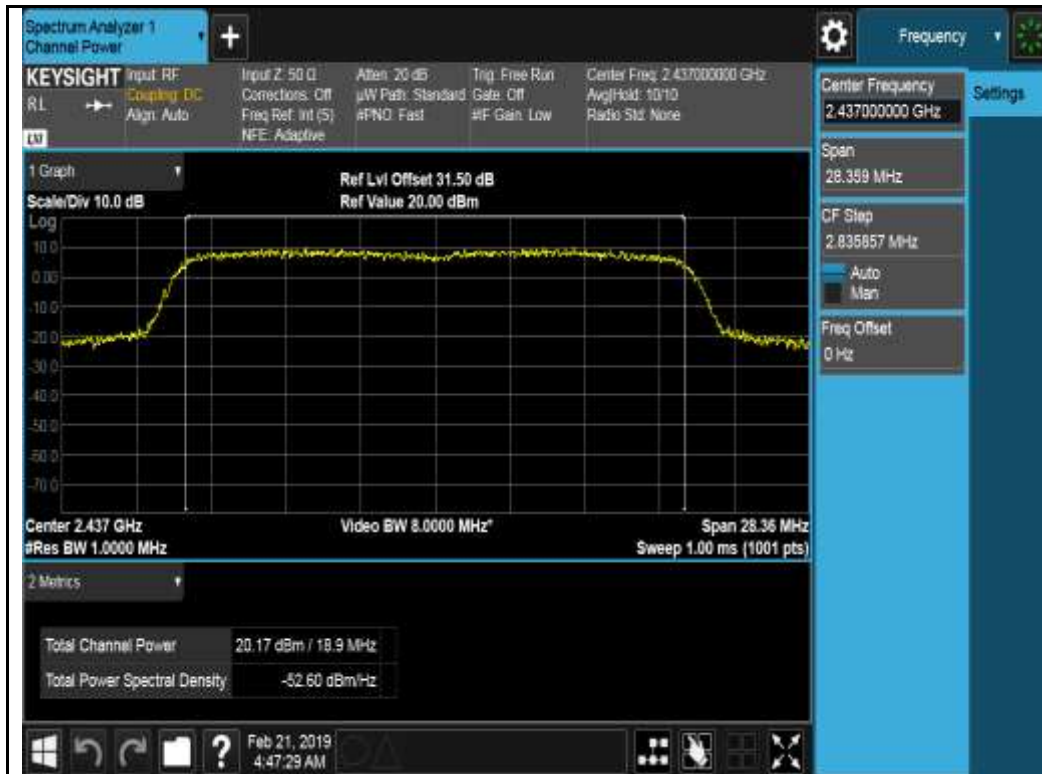 Spectrum Analyzer 1
Channel Power
+
Frequency
KEYSIGHT
RL
LXI
Input: RF
Coupling: DC
Align: Auto
Input Z: 50 Ω
Corrections: Off
Freq Ref: Int (S)
NFE: Adaptive
Atten: 20 dB
µW Path: Standard
#PNO: Fast
Trig: Free Run
Gate: Off
#IF Gain: Low
Center Freq: 2.437000000 GHz
Avg|Hold: 10/10
Radio Std: None
Center Frequency
2.437000000 GHz
Settings
Span
28.359 MHz
CF Step
2.835857 MHz
Auto
Man
Freq Offset
0 Hz
1 Graph
Scale/Div 10.0 dB
Ref Lvl Offset 31.50 dB
Ref Value 20.00 dBm
Log
10.0
0.00
-10.0
-20.0
-30.0
-40.0
-50.0
-60.0
-70.0
Center 2.437 GHz
#Res BW 1.0000 MHz
Video BW 8.0000 MHz*
Span 28.36 MHz
Sweep 1.00 ms (1001 pts)
2 Metrics
Total Channel Power 20.17 dBm / 18.9 MHz
Total Power Spectral Density -52.60 dBm/Hz
?
Feb 21, 2019
4:47:29 AM